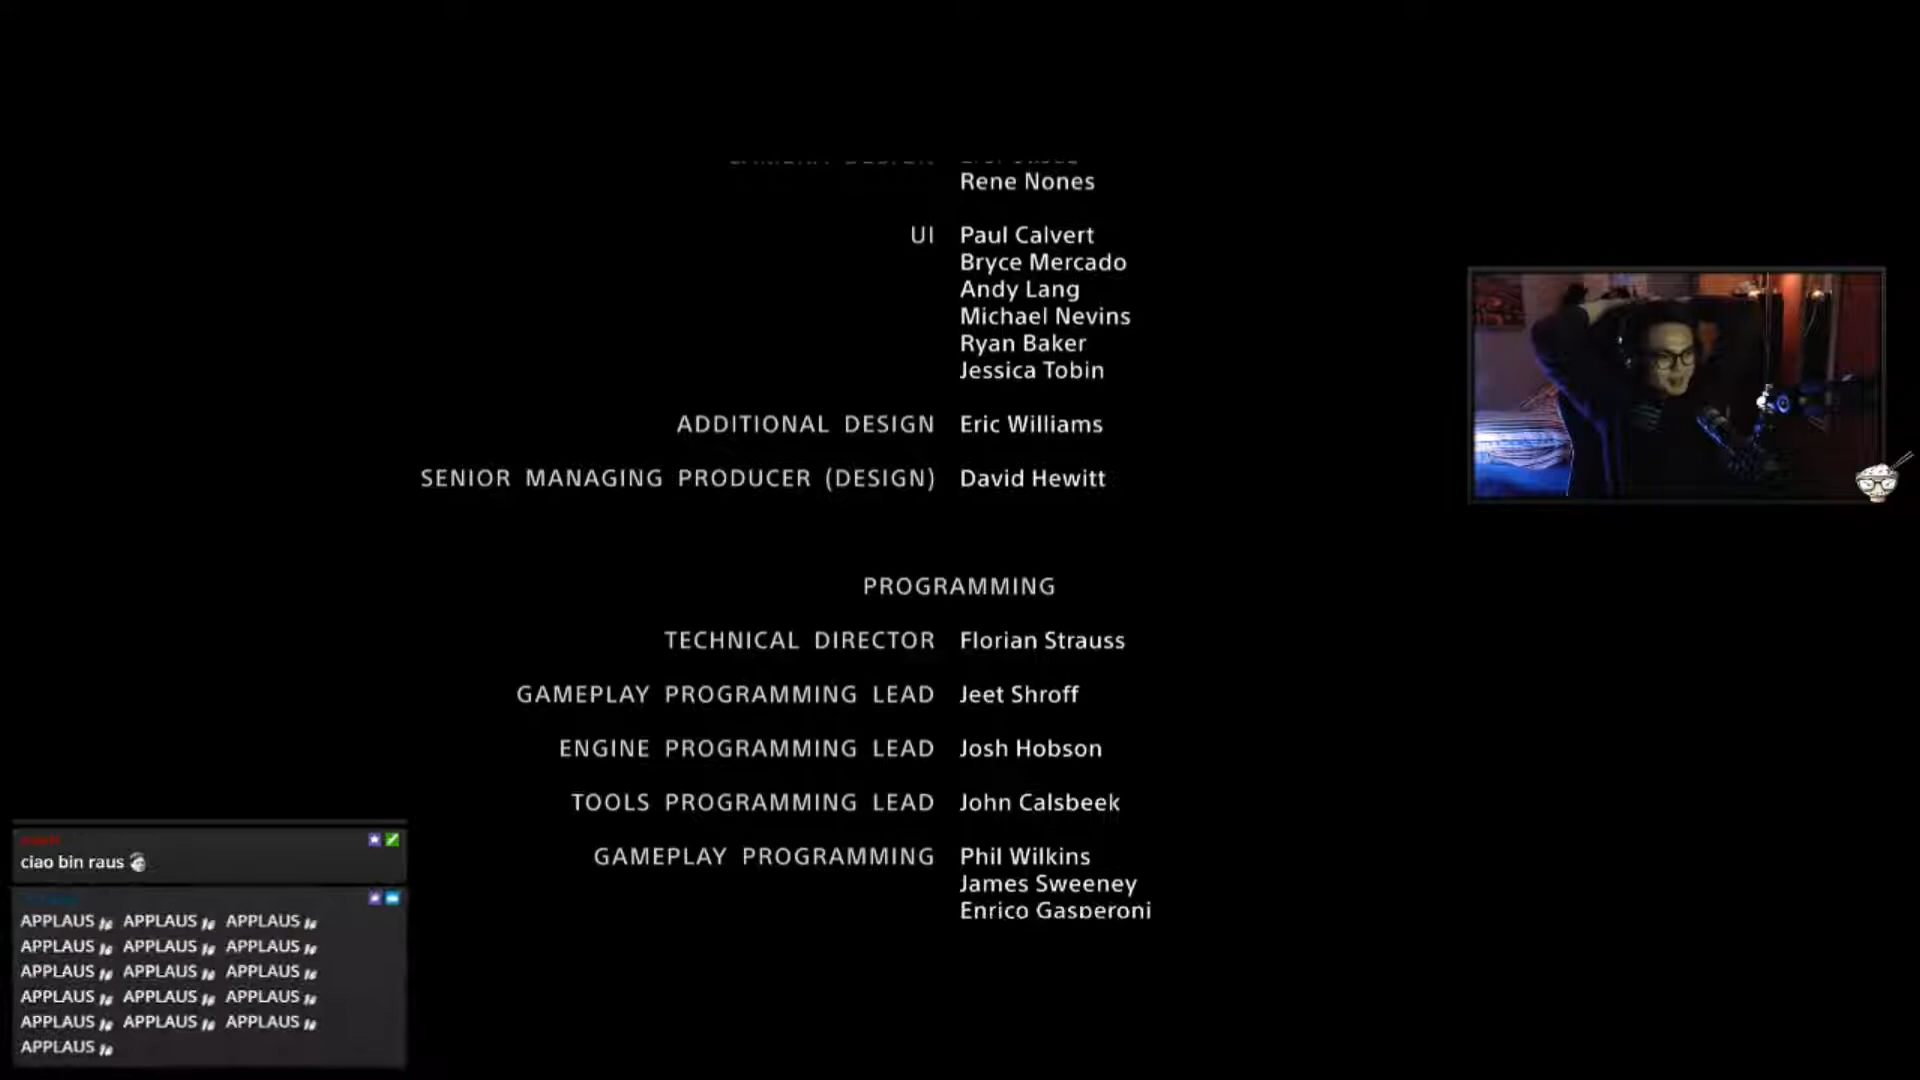 Rene Nones
UI Paul Calvert
Bryce Mercado
Andy Lang
Michael Nevins
Ryan Baker
Jessica Tobin
ADDITIONAL DESIGN Eric Williams
SENIOR MANAGING PRODUCER (DESIGN) David Hewitt
PROGRAMMING
TECHNICAL DIRECTOR Florian Strauss
GAMEPLAY PROGRAMMING LEAD Jeet Shroff
ENGINE PROGRAMMING LEAD Josh Hobson
TOOLS PROGRAMMING LEAD John Calsbeek
GAMEPLAY PROGRAMMING Phil Wilkins
James Sweeney
Enrico Gasperoni
ciao bin raus
APPLAUS APPLAUS APPLAUS
APPLAUS APPLAUS APPLAUS
APPLAUS APPLAUS APPLAUS
APPLAUS APPLAUS APPLAUS
APPLAUS APPLAUS APPLAUS
APPLAUS